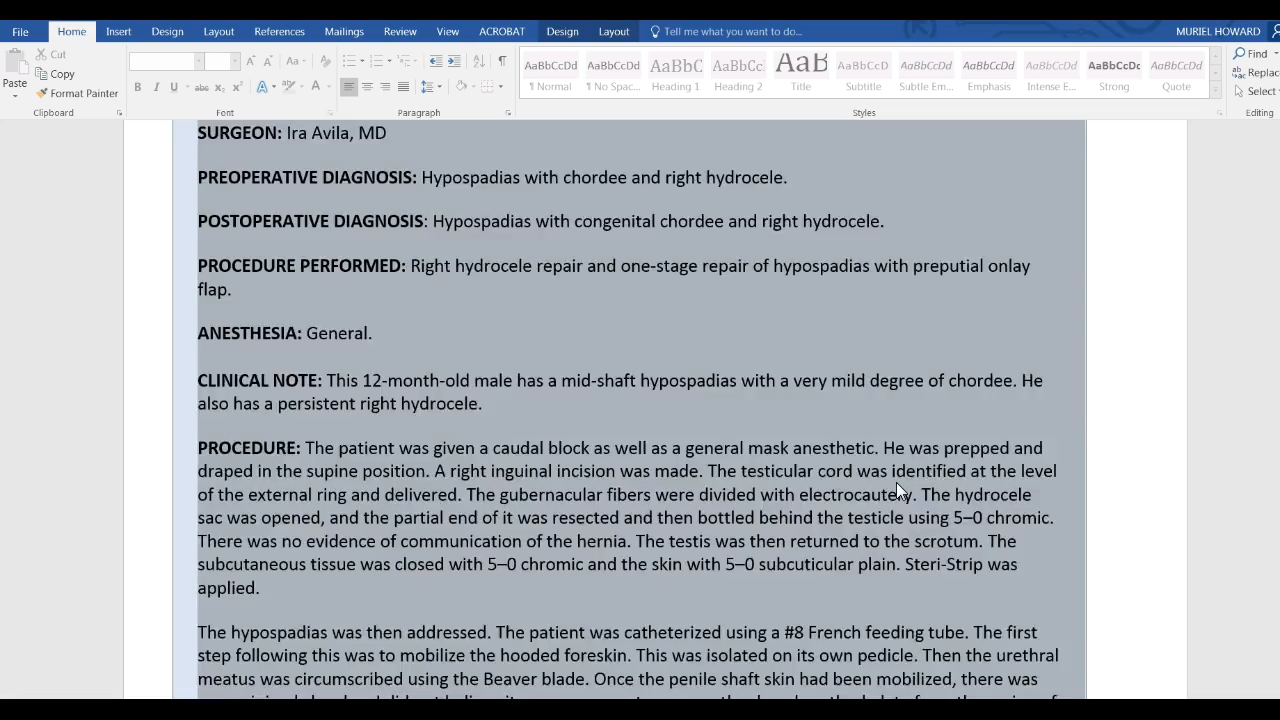 File Home Insert Design Layout References Mailings Review View ACROBAT Design Layout Tell me what you want to do... MURIEL HOWARD
Cut
Copy
Format Painter
Paste
Clipboard Font Paragraph Styles Editing
AaBbCcDd AaBbCcDd AaBbC AaBbCc AaB AaBbCcD AaBbCcDd AaBbCcDd AaBbCcDd AaBbCcDc AaBbCcDd
¶ Normal ¶ No Spac... Heading 1 Heading 2 Title Subtitle Subtle Em... Emphasis Intense E... Strong Quote
Find
Replac
Select
SURGEON: Ira Avila, MD
PREOPERATIVE DIAGNOSIS: Hypospadias with chordee and right hydrocele.
POSTOPERATIVE DIAGNOSIS: Hypospadias with congenital chordee and right hydrocele.
PROCEDURE PERFORMED: Right hydrocele repair and one-stage repair of hypospadias with preputial onlay
flap.
ANESTHESIA: General.
CLINICAL NOTE: This 12-month-old male has a mid-shaft hypospadias with a very mild degree of chordee. He
also has a persistent right hydrocele.
PROCEDURE: The patient was given a caudal block as well as a general mask anesthetic. He was prepped and
draped in the supine position. A right inguinal incision was made. The testicular cord was identified at the level
of the external ring and delivered. The gubernacular fibers were divided with electrocautery. The hydrocele
sac was opened, and the partial end of it was resected and then bottled behind the testicle using 5–0 chromic.
There was no evidence of communication of the hernia. The testis was then returned to the scrotum. The
subcutaneous tissue was closed with 5–0 chromic and the skin with 5–0 subcuticular plain. Steri-Strip was
applied.
The hypospadias was then addressed. The patient was catheterized using a #8 French feeding tube. The first
step following this was to mobilize the hooded foreskin. This was isolated on its own pedicle. Then the urethral
meatus was circumscribed using the Beaver blade. Once the penile shaft skin had been mobilized, there was